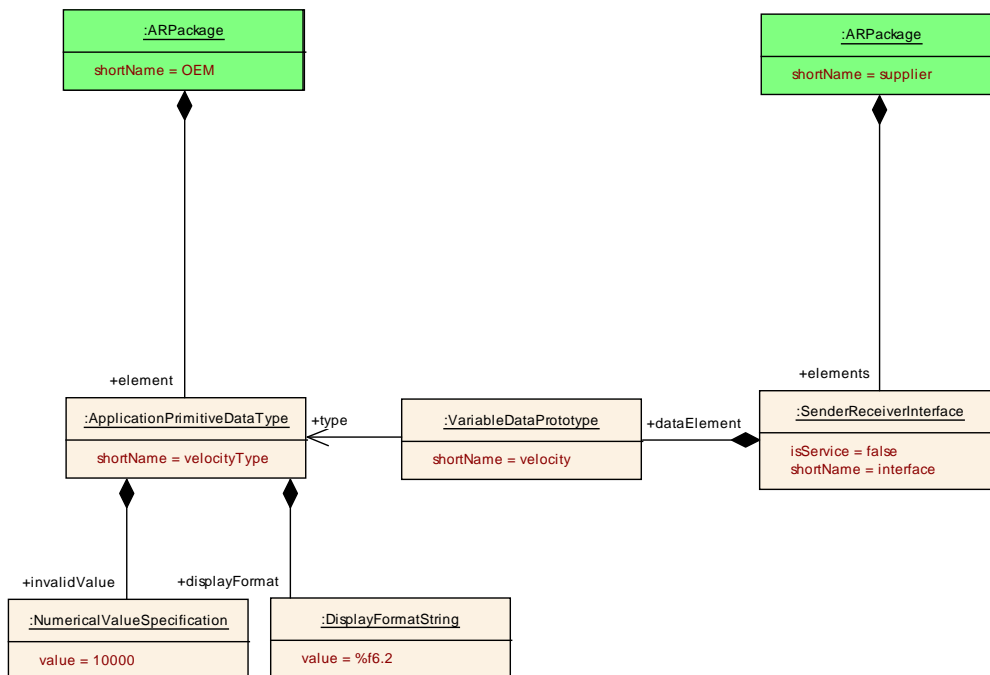 :ARPackage
shortName = OEM
:ARPackage
shortName = supplier
+element
+elements
:ApplicationPrimitiveDataType
shortName = velocityType
+type
:VariableDataPrototype
shortName = velocity
+dataElement
:SenderReceiverInterface
isService = false
shortName = interface
+invalidValue
+displayFormat
:NumericalValueSpecification
value = 10000
:DisplayFormatString
value = %f6.2